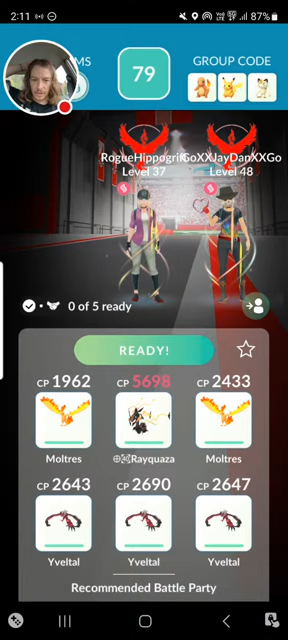 2:11
87%
MS
79
GROUP CODE
RogueHippogrif
GoXXJayDanXXGo
Level 37
Level 48
0 of 5 ready
READY!
CP 1962
CP 5698
CP 2433
Moltres
Rayquaza
Moltres
CP 2643
CP 2690
CP 2647
Yveltal
Yveltal
Yveltal
Recommended Battle Party